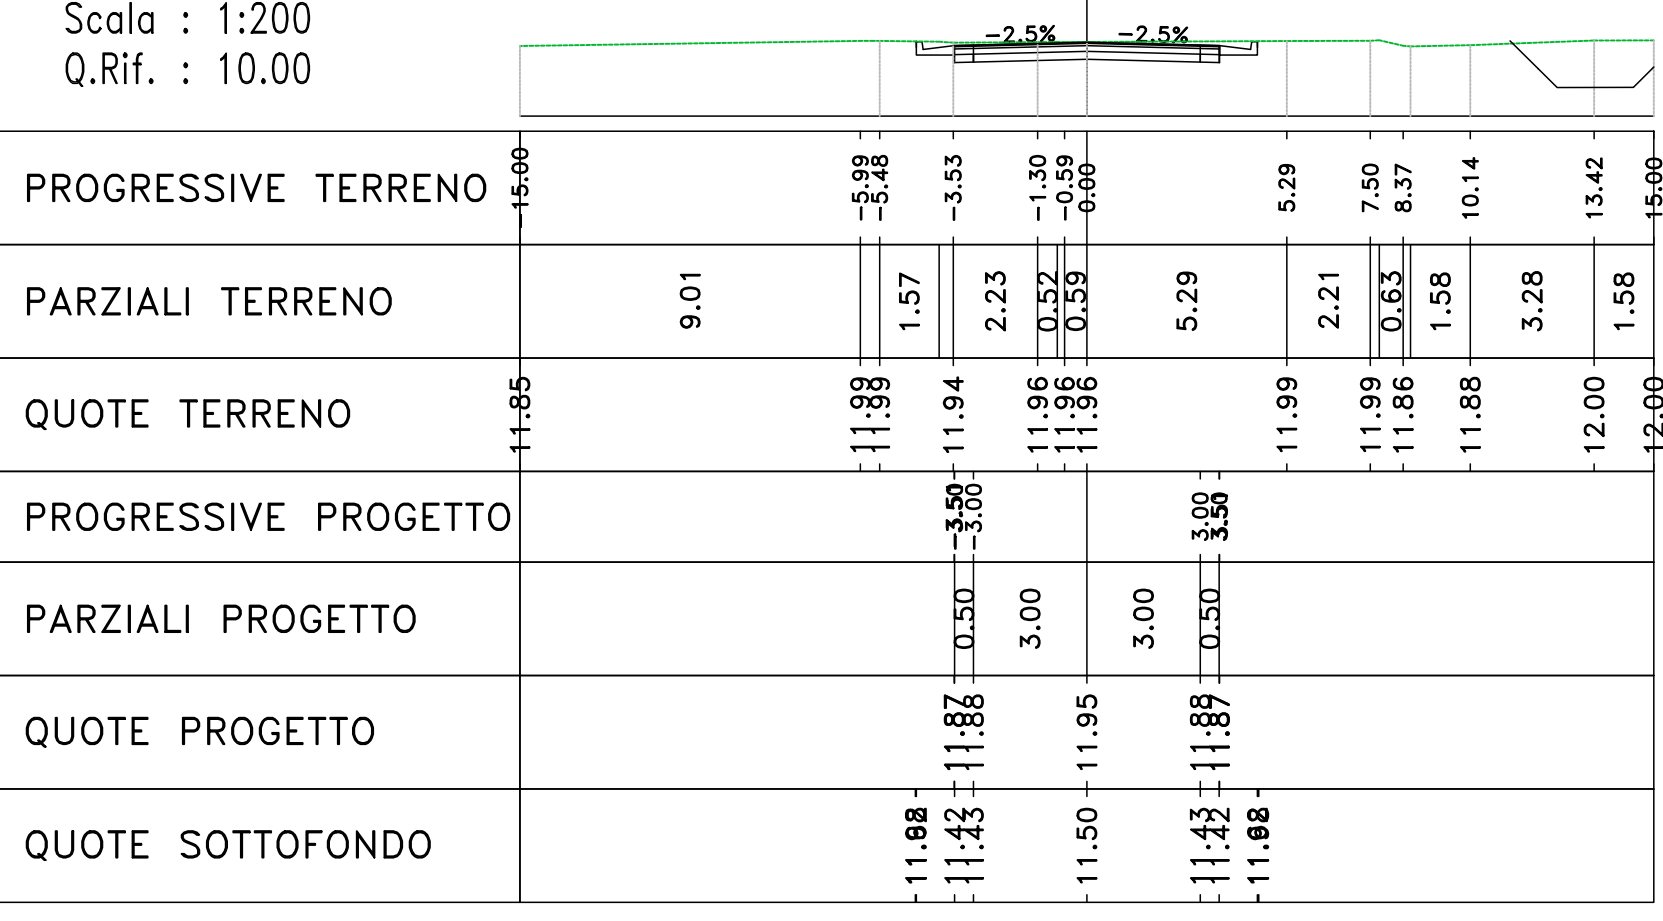 Scala : 1:200
Q.Rif. : 10.00
-2.5% -2.5%
PROGRESSIVE TERRENO -15.00 -5.99 -5.48 -3.53 -1.30 -0.59 0.00 5.29 7.50 8.37 10.14 13.42 15.00
PARZIALI TERRENO 9.01 1.57 2.23 0.52 0.59 5.29 2.21 0.63 1.58 3.28 1.58
QUOTE TERRENO 11.85 11.99 11.99 11.94 11.96 11.96 11.96 11.99 11.99 11.86 11.88 12.00 12.00
PROGRESSIVE PROGETTO -3.00 3.00
PARZIALI PROGETTO 0.50 3.00 3.00 0.50
QUOTE PROGETTO 11.87 11.88 11.95 11.88 11.87
QUOTE SOTTOFONDO 11.42 11.43 11.50 11.43 11.42